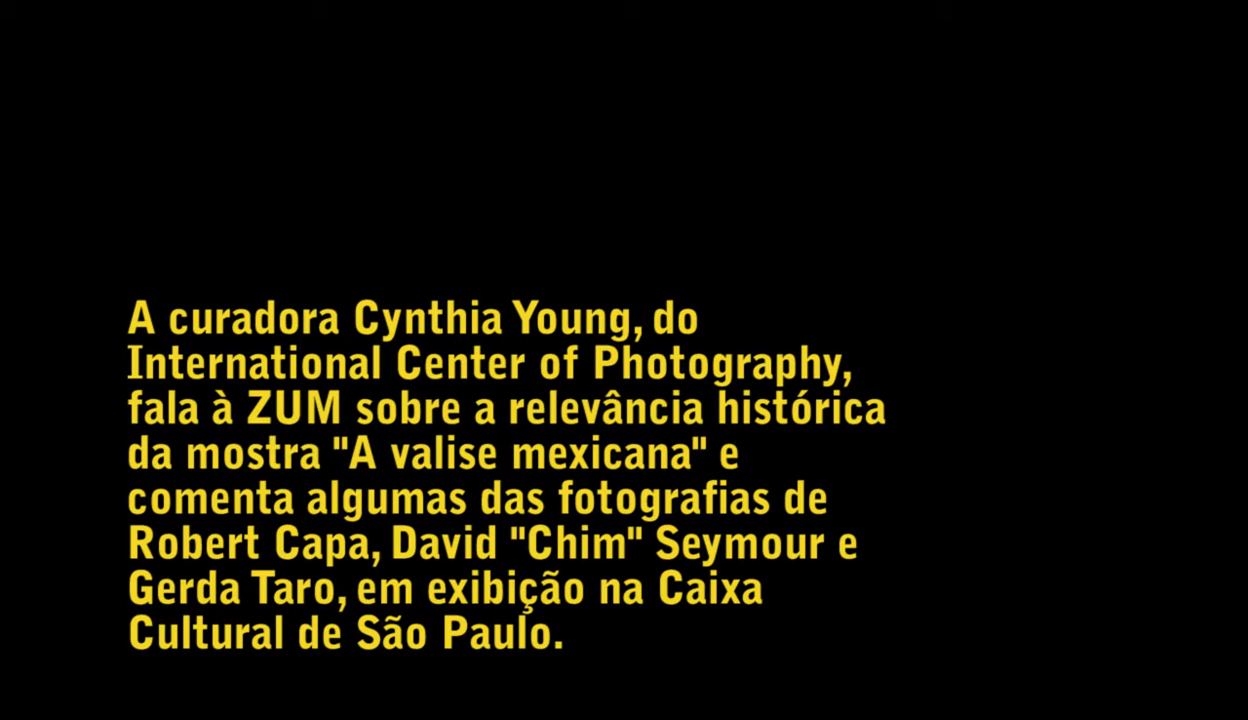 A curadora Cynthia Young, do
International Center of Photography,
fala à ZUM sobre a relevância histórica
da mostra "A valise mexicana" e
comenta algumas das fotografias de
Robert Capa, David "Chim" Seymour e
Gerda Taro, em exibição na Caixa
Cultural de São Paulo.